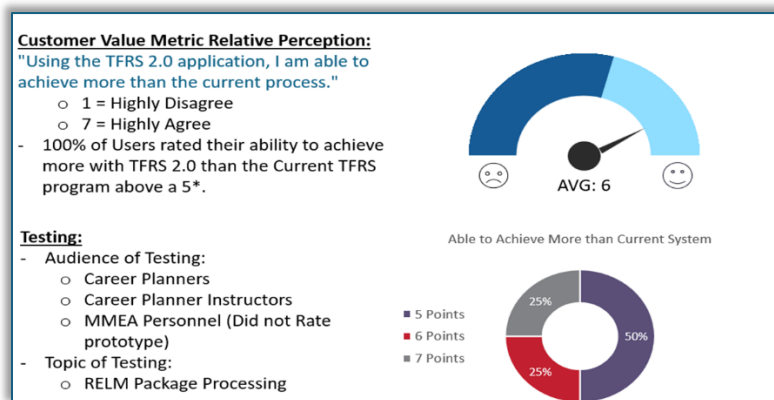 Customer Value Metric Relative Perception:
"Using the TFRS 2.0 application, I am able to
achieve more than the current process."
o 1 = Highly Disagree
o 7 = Highly Agree
- 100% of Users rated their ability to achieve
more with TFRS 2.0 than the Current TFRS
program above a 5*.
AVG: 6
Testing:
- Audience of Testing:
o Career Planners
o Career Planner Instructors
o MMEA Personnel (Did not Rate
prototype)
- Topic of Testing:
o RELM Package Processing
Able to Achieve More than Current System
5 Points
6 Points
7 Points
25%
50%
25%